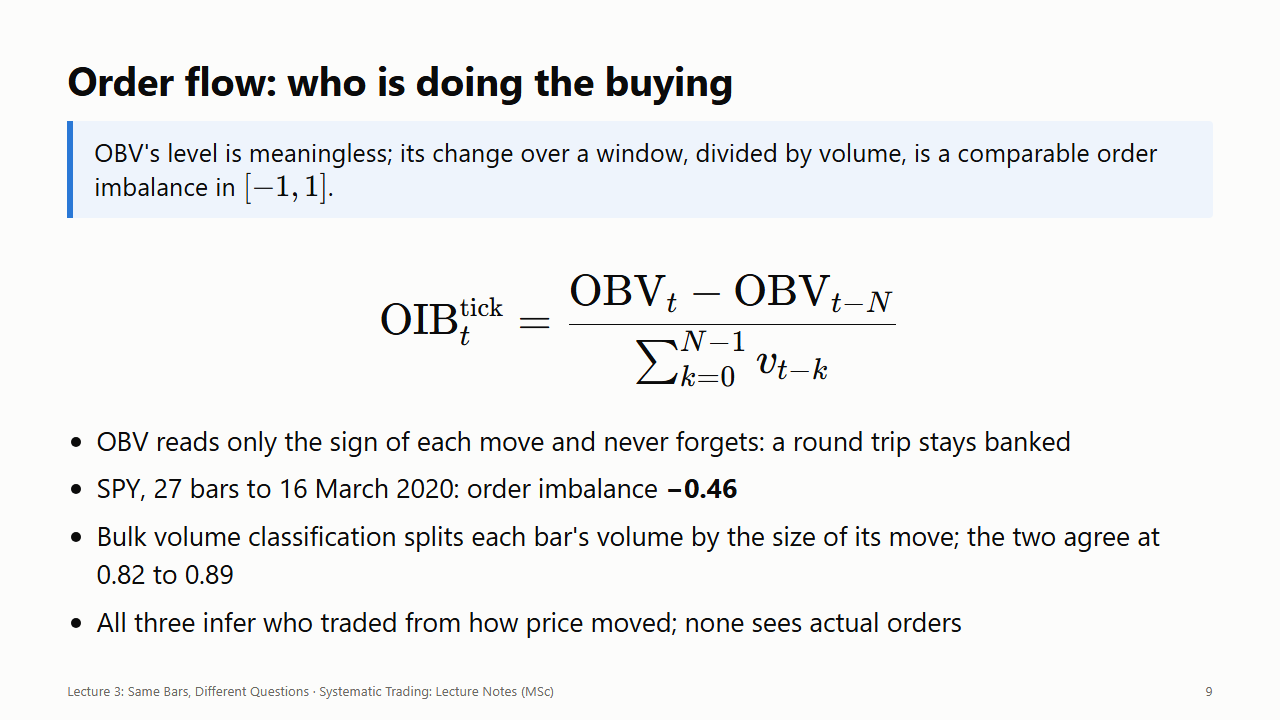 Order flow: who is doing the buying
OBV's level is meaningless; its change over a window, divided by volume, is a comparable order
imbalance in [−1, 1].
OIB_t^tick = (OBV_t − OBV_{t−N}) / (∑_{k=0}^{N−1} v_{t−k})
• OBV reads only the sign of each move and never forgets: a round trip stays banked
• SPY, 27 bars to 16 March 2020: order imbalance −0.46
• Bulk volume classification splits each bar's volume by the size of its move; the two agree at
0.82 to 0.89
• All three infer who traded from how price moved; none sees actual orders
Lecture 3: Same Bars, Different Questions · Systematic Trading: Lecture Notes (MSc)
9